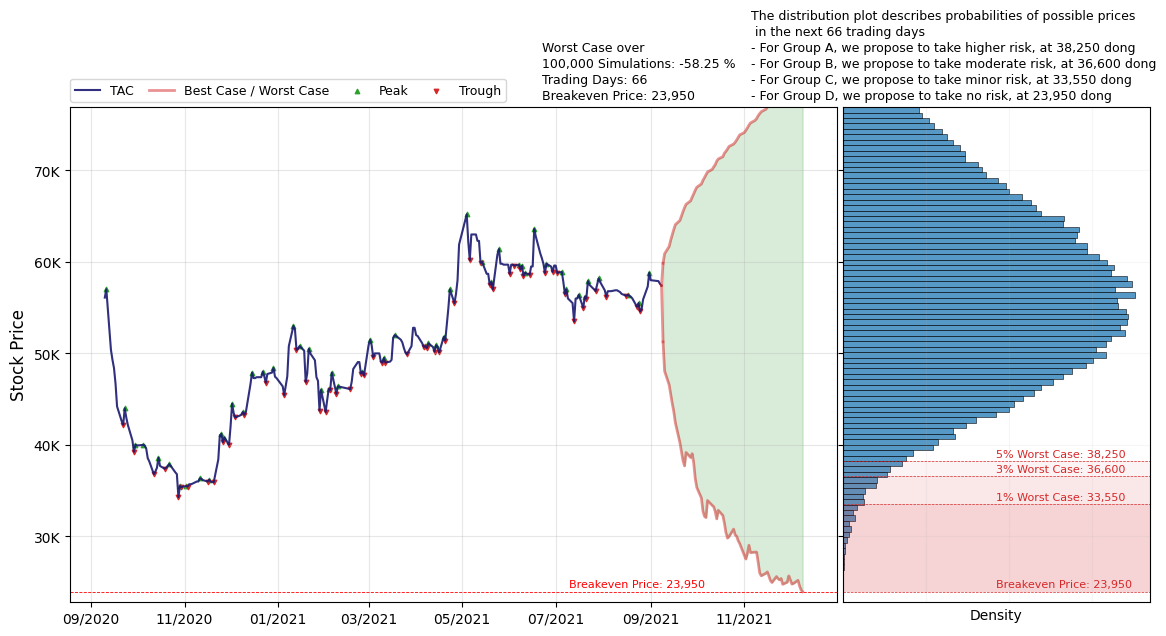 The distribution plot describes probabilities of possible prices
in the next 66 trading days
- For Group A, we propose to take higher risk, at 38,250 dong
- For Group B, we propose to take moderate risk, at 36,600 dong
- For Group C, we propose to take minor risk, at 33,550 dong
- For Group D, we propose to take no risk, at 23,950 dong
Worst Case over
100,000 Simulations: -58.25 %
Trading Days: 66
Breakeven Price: 23,950
TAC Best Case / Worst Case Peak Trough
Stock Price
70K
60K
50K
40K
30K
Breakeven Price: 23,950
09/2020 11/2020 01/2021 03/2021 05/2021 07/2021 09/2021 11/2021
5% Worst Case: 38,250
3% Worst Case: 36,600
1% Worst Case: 33,550
Breakeven Price: 23,950
Density